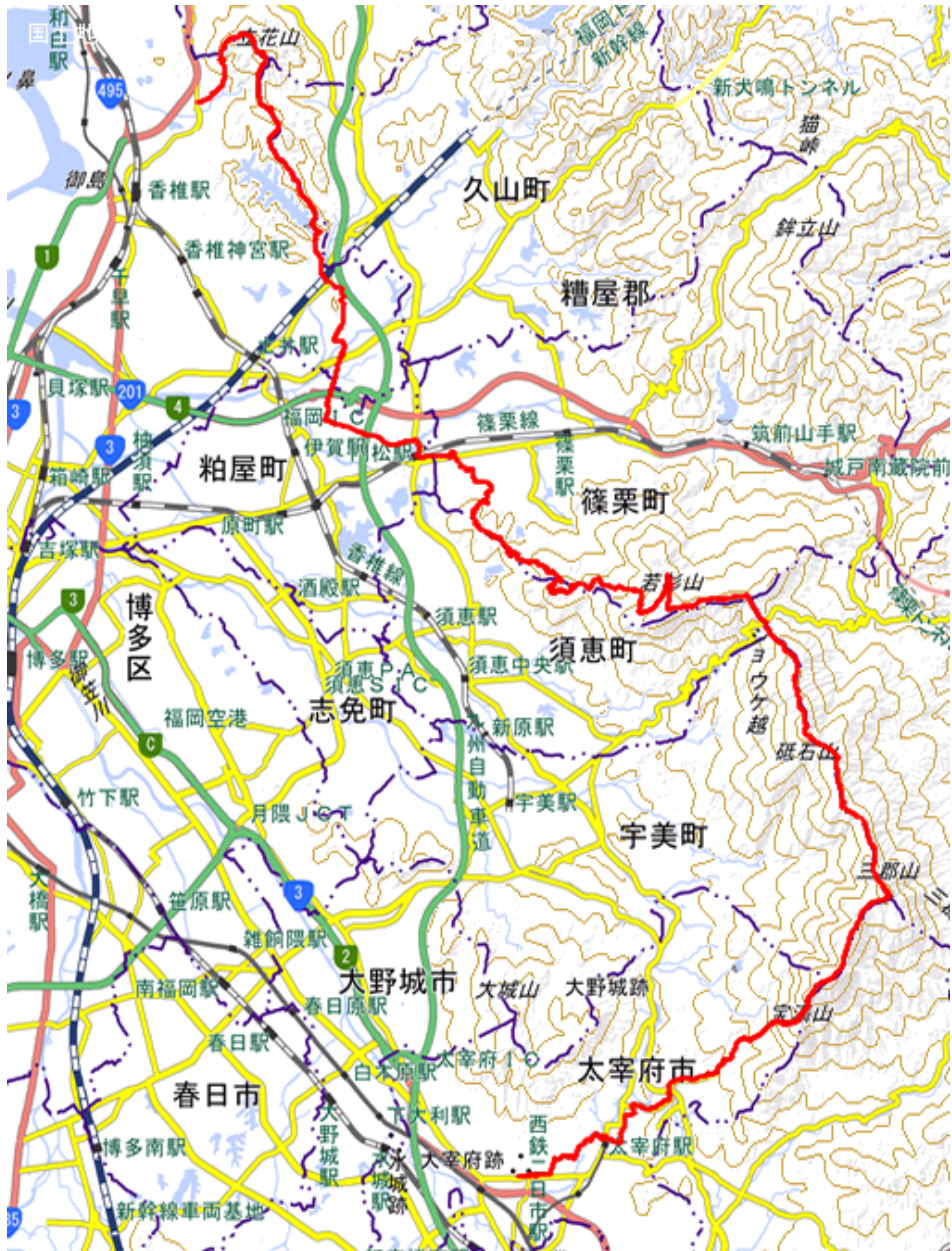 国土地
立花山
和白駅
福岡ト
新幹線
鼻
495
新犬鳴トンネル
猫峠
御島
香椎駅
久山町
鉾立山
香椎神宮駅
1
糟屋郡
千早駅
土井駅
貝塚駅
201
4
福岡IC
篠栗線
3
3
柚須駅
伊賀駅
門松駅
筑前山手駅
篠栗駅
城戸南蔵院前
箱崎駅
粕屋町
篠栗町
原町駅
吉塚駅
香椎線
若杉山
3
酒殿駅
博多区
須恵駅
須恵町
博多駅
御笠川
須恵PA
須恵SIC
須恵中央駅
ョウケ越
志免町
福岡空港
新原駅
砥石山
C
九州自動車道
竹下駅
月隈JCT
宇美駅
宇美町
大橋駅
三郡山
笹原駅
3
雑餉隈駅
2
大野城市
大城山
大野城跡
南福岡駅
春日原駅
宝満山
春日駅
白木原駅
太宰府IC
太宰府市
春日市
下大利駅
大野城駅
西鉄二日市駅
太宰府駅
博多南駅
水城駅
水城跡
大宰府跡
新幹線車両基地